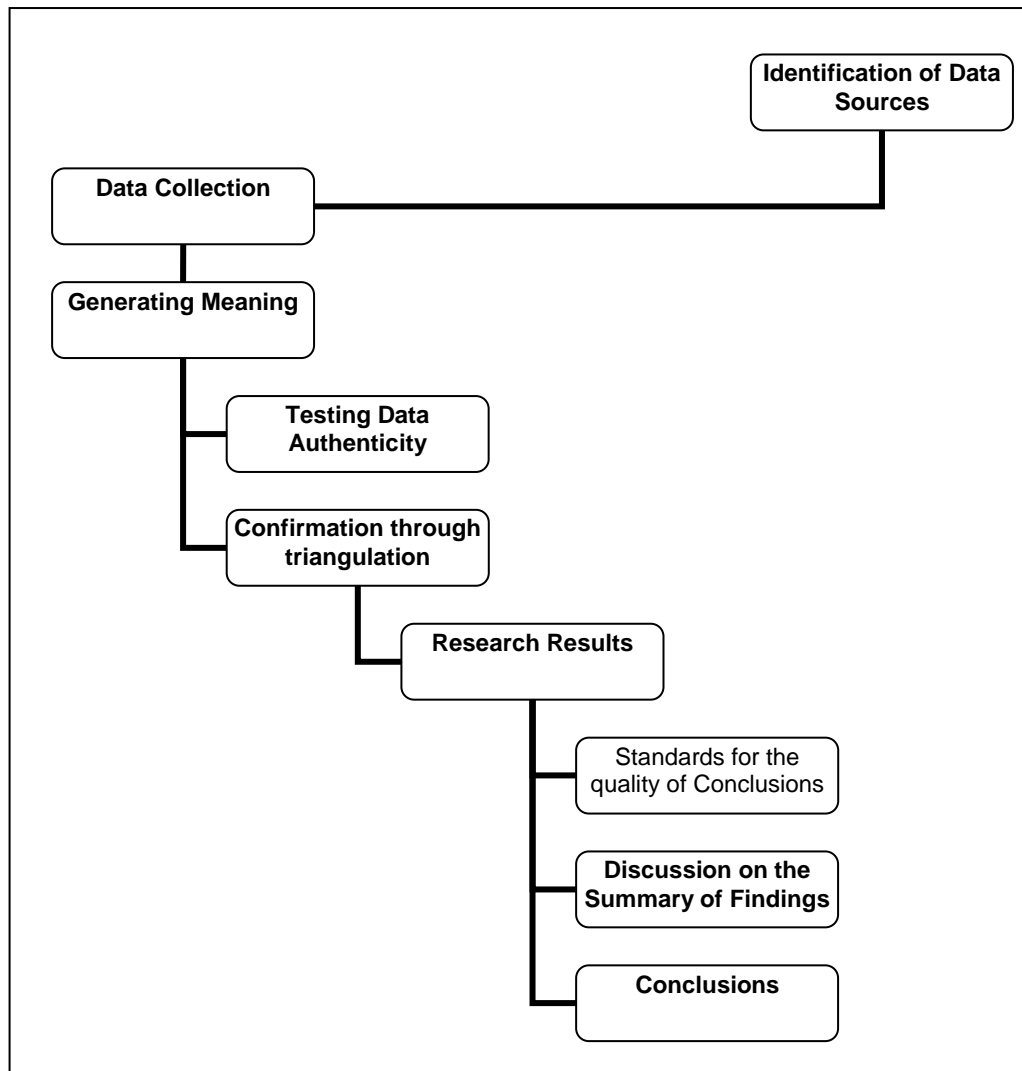 Identification of Data
Sources
Data Collection
Generating Meaning
Testing Data
Authenticity
Confirmation through
triangulation
Research Results
Standards for the
quality of Conclusions
Discussion on the
Summary of Findings
Conclusions